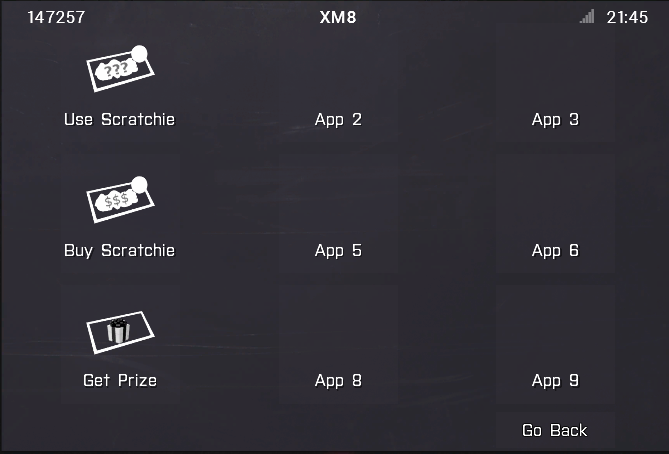 147257 XM8 21:45
???
Use Scratchie App 2 App 3
$$$
Buy Scratchie App 5 App 6
Get Prize App 8 App 9
Go Back